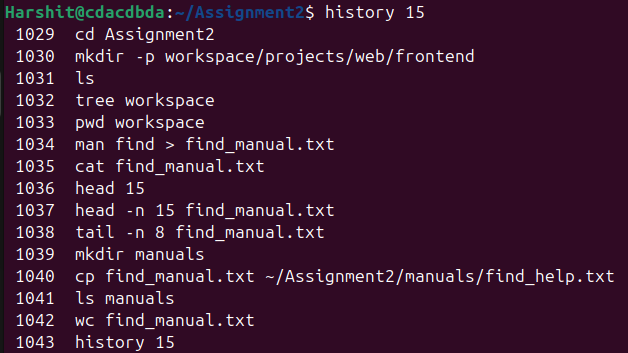 Harshit@cdacdbda:~/Assignment2$ history 15
1029 cd Assignment2
1030 mkdir -p workspace/projects/web/frontend
1031 ls
1032 tree workspace
1033 pwd workspace
1034 man find > find_manual.txt
1035 cat find_manual.txt
1036 head 15
1037 head -n 15 find_manual.txt
1038 tail -n 8 find_manual.txt
1039 mkdir manuals
1040 cp find_manual.txt ~/Assignment2/manuals/find_help.txt
1041 ls manuals
1042 wc find_manual.txt
1043 history 15